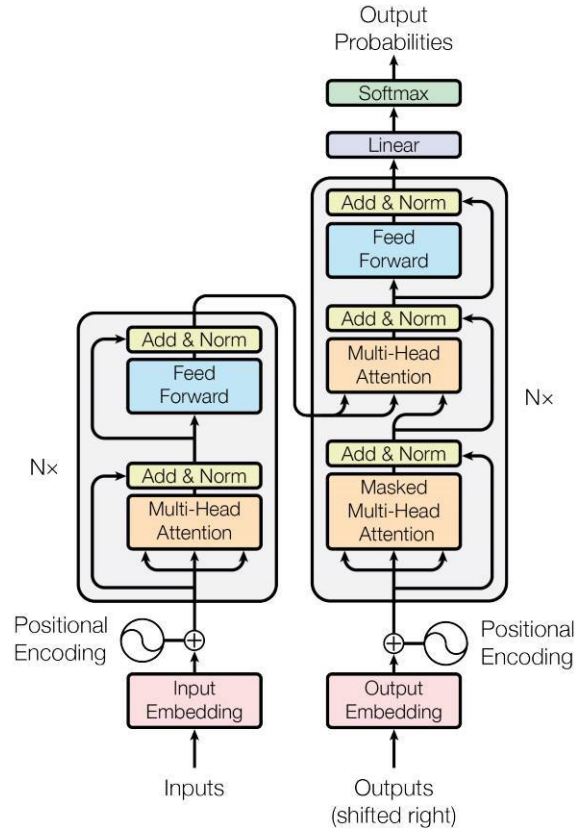 Output
Probabilities
Softmax
Linear
Add & Norm
Feed
Forward
Add & Norm
Multi-Head
Attention
Add & Norm
Masked
Multi-Head
Attention
N×
Add & Norm
Feed
Forward
Add & Norm
Multi-Head
Attention
N×
Positional
Encoding
Positional
Encoding
Input
Embedding
Output
Embedding
Inputs
Outputs
(shifted right)